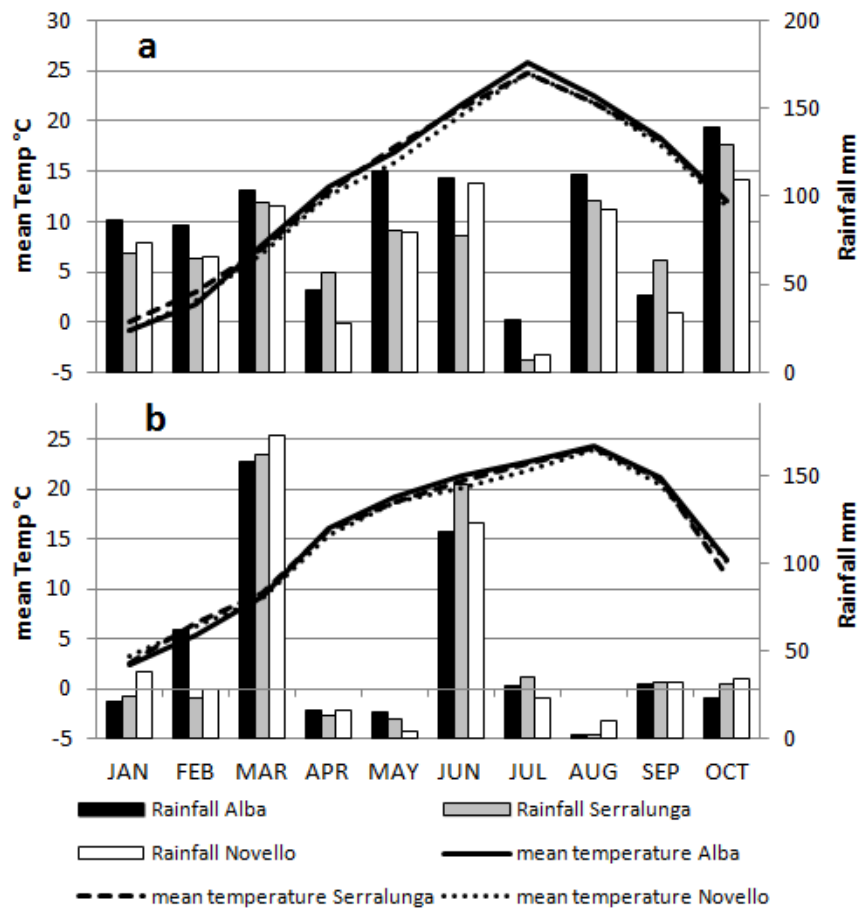 a
mean Temp °C
30
25
20
15
10
5
0
-5
200
150
100
50
0
Rainfall mm
b
mean Temp °C
25
20
15
10
5
0
-5
150
100
50
0
Rainfall mm
JAN FEB MAR APR MAY JUN JUL AUG SEP OCT
Rainfall Alba Rainfall Serralunga
Rainfall Novello mean temperature Alba
mean temperature Serralunga mean temperature Novello